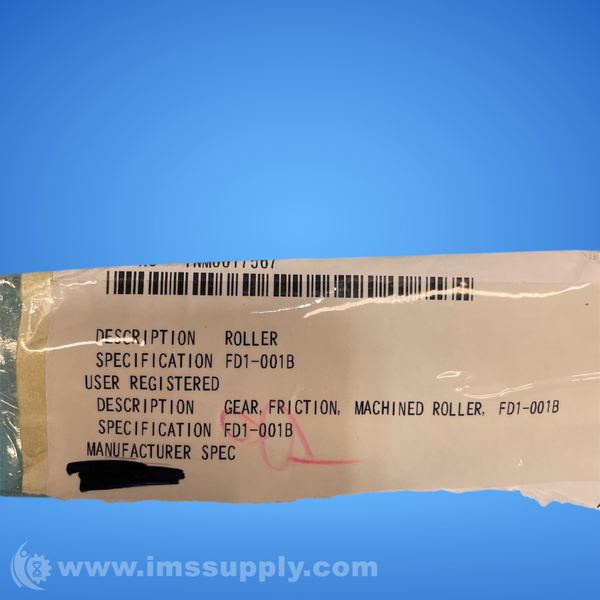 DESCRIPTION ROLLER
SPECIFICATION FD1-001B
USER REGISTERED
DESCRIPTION GEAR, FRICTION, MACHINED ROLLER, FD1-001B
SPECIFICATION FD1-001B
MANUFACTURER SPEC
www.imssupply.com